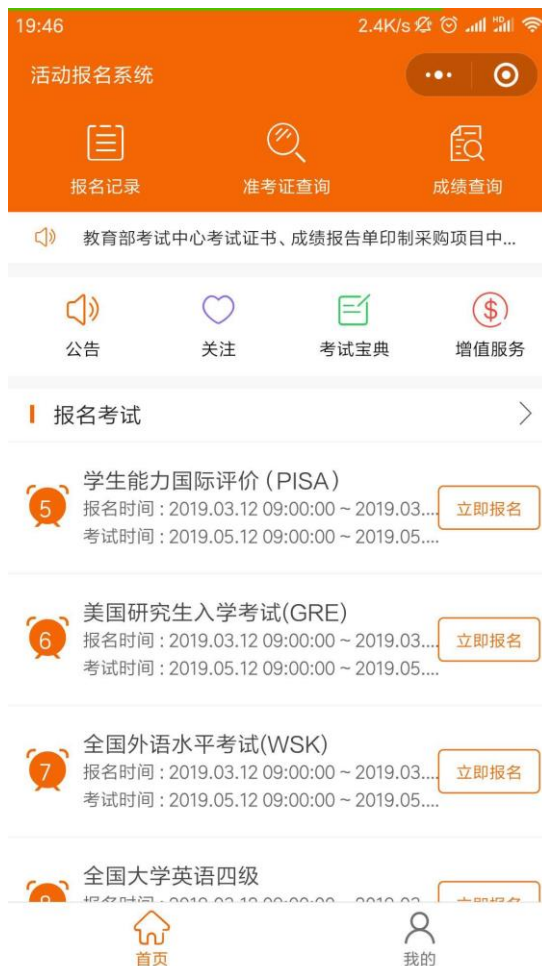 19:46
2.4K/s
活动报名系统
报名记录
准考证查询
成绩查询
教育部考试中心考试证书、成绩报告单印制采购项目中...
公告
关注
考试宝典
增值服务
报名考试
5
学生能力国际评价 (PISA)
报名时间 : 2019.03.12 09:00:00 ~ 2019.03....
考试时间 : 2019.05.12 09:00:00 ~ 2019.05....
立即报名
6
美国研究生入学考试(GRE)
报名时间 : 2019.03.12 09:00:00 ~ 2019.03....
考试时间 : 2019.05.12 09:00:00 ~ 2019.05....
立即报名
7
全国外语水平考试(WSK)
报名时间 : 2019.03.12 09:00:00 ~ 2019.03....
考试时间 : 2019.05.12 09:00:00 ~ 2019.05....
立即报名
全国大学英语四级
首页
我的